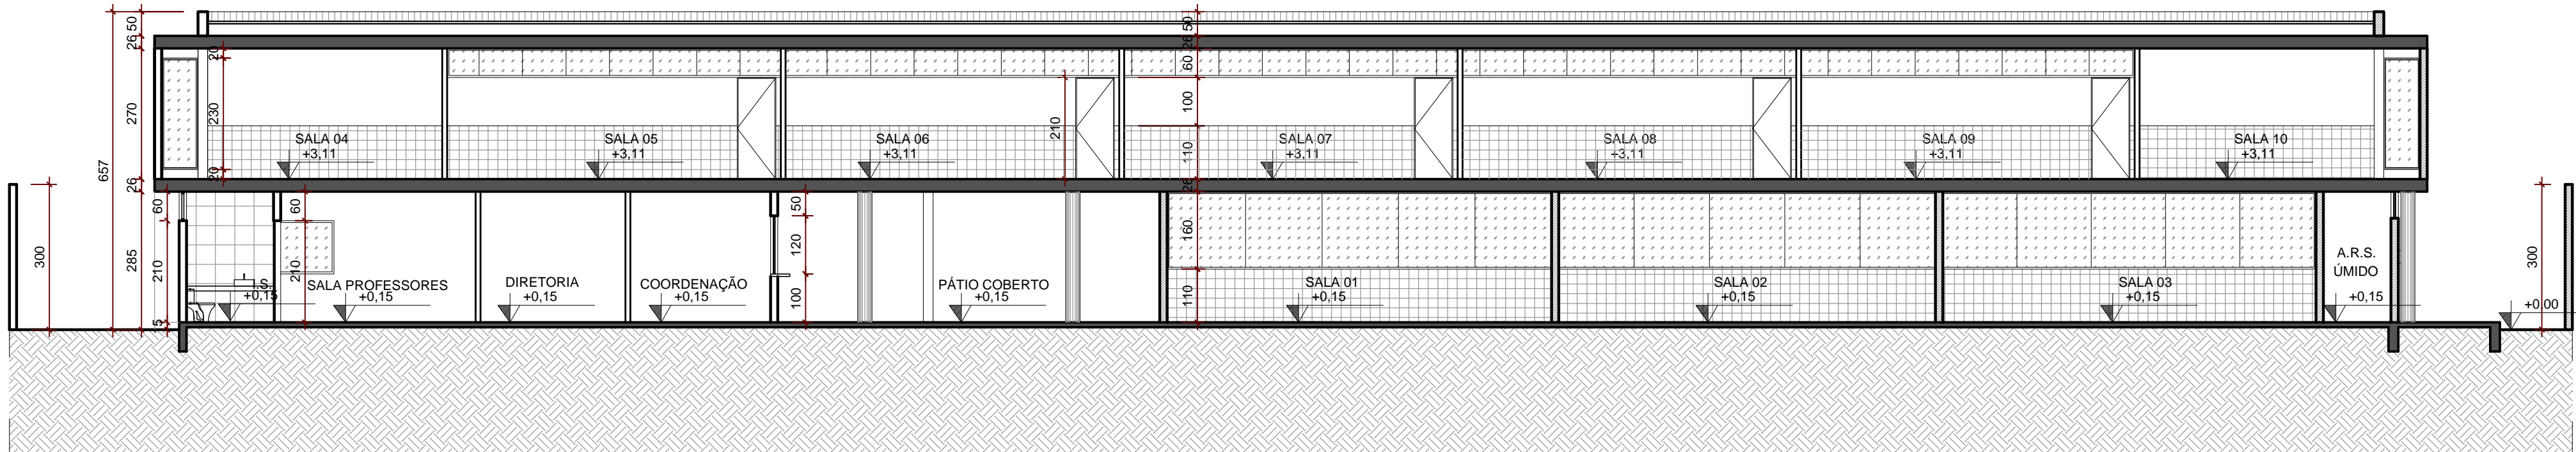 50
26
20
270
230
20
657
26
SALA 04
+3,11
SALA 05
+3,11
SALA 06
+3,11
210
50
26
60
100
110
26
SALA 07
+3,11
SALA 08
+3,11
SALA 09
+3,11
SALA 10
+3,11
300
60
285
210
5
60
210
I.S.
+0,15
SALA PROFESSORES
+0,15
DIRETORIA
+0,15
COORDENAÇÃO
+0,15
50
120
100
PÁTIO COBERTO
+0,15
160
110
SALA 01
+0,15
SALA 02
+0,15
SALA 03
+0,15
A.R.S.
ÚMIDO
+0,15
300
+0,00